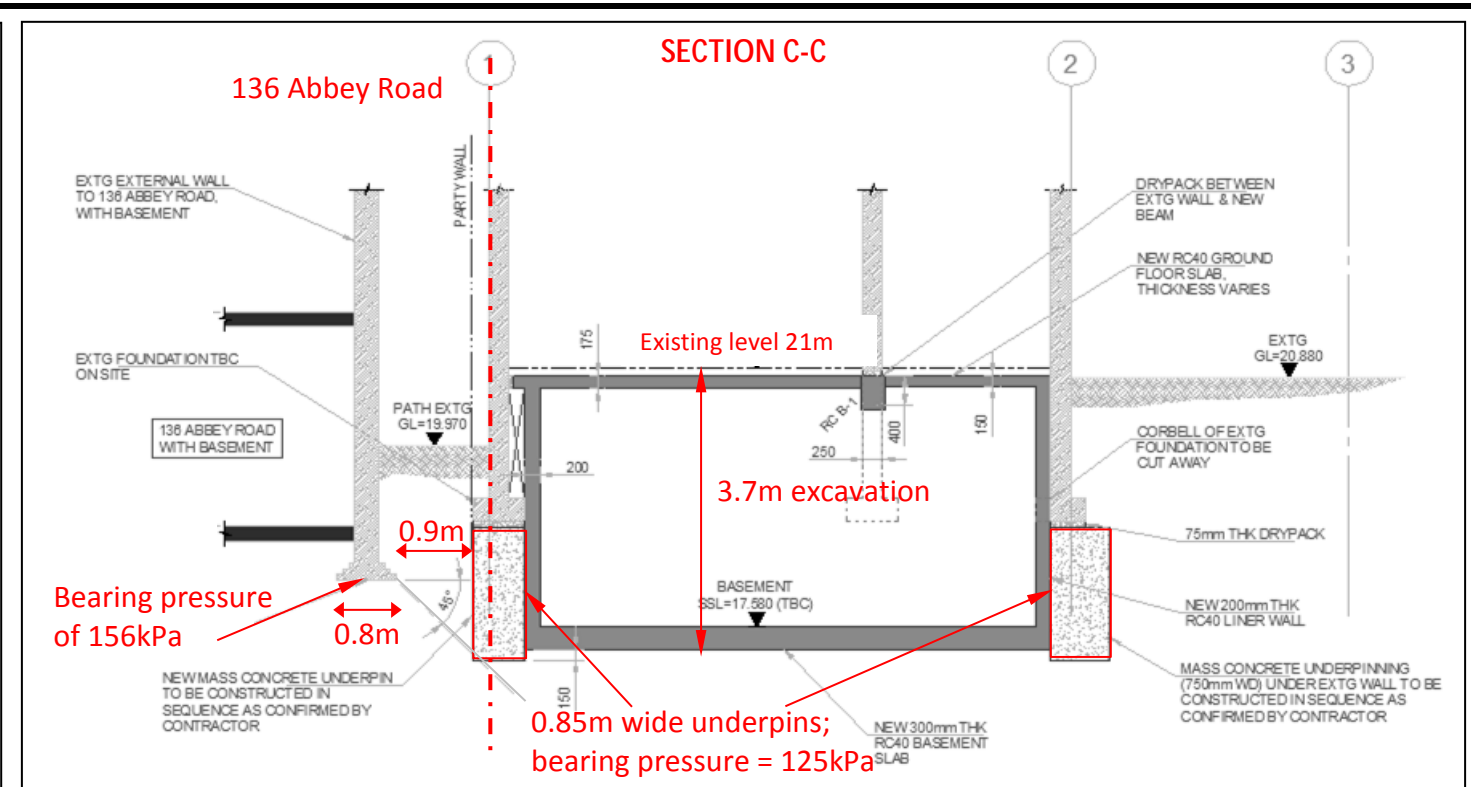 SECTION C-C
1
2
3
136 Abbey Road
PARTY WALL
EXTG EXTERNAL WALL
TO 136 ABBEY ROAD,
WITH BASEMENT
DRYPACK BETWEEN
EXTG WALL & NEW
BEAM
NEW RC40 GROUND
FLOOR SLAB,
THICKNESS VARIES
175
Existing level 21m
EXTG
GL=20.880
EXTG FOUNDATION TBC
ON SITE
PATH EXTG
GL=19.970
136 ABBEY ROAD
WITH BASEMENT
RC B-1
400
150
250
200
CORBELL OF EXTG
FOUNDATION TO BE
CUT AWAY
3.7m excavation
0.9m
75mm THK DRYPACK
45°
BASEMENT
SSL=17.580 (TBC)
Bearing pressure
of 156kPa
0.8m
NEW 200mm THK
RC40 LINER WALL
NEW MASS CONCRETE UNDERPIN
TO BE CONSTRUCTED IN
SEQUENCE AS CONFIRMED BY
CONTRACTOR
150
MASS CONCRETE UNDERPINNING
(750mm WD) UNDER EXTG WALL TO BE
CONSTRUCTED IN SEQUENCE AS
CONFIRMED BY CONTRACTOR
0.85m wide underpins;
bearing pressure = 125kPa
NEW 300mm THK
RC40 BASEMENT
SLAB